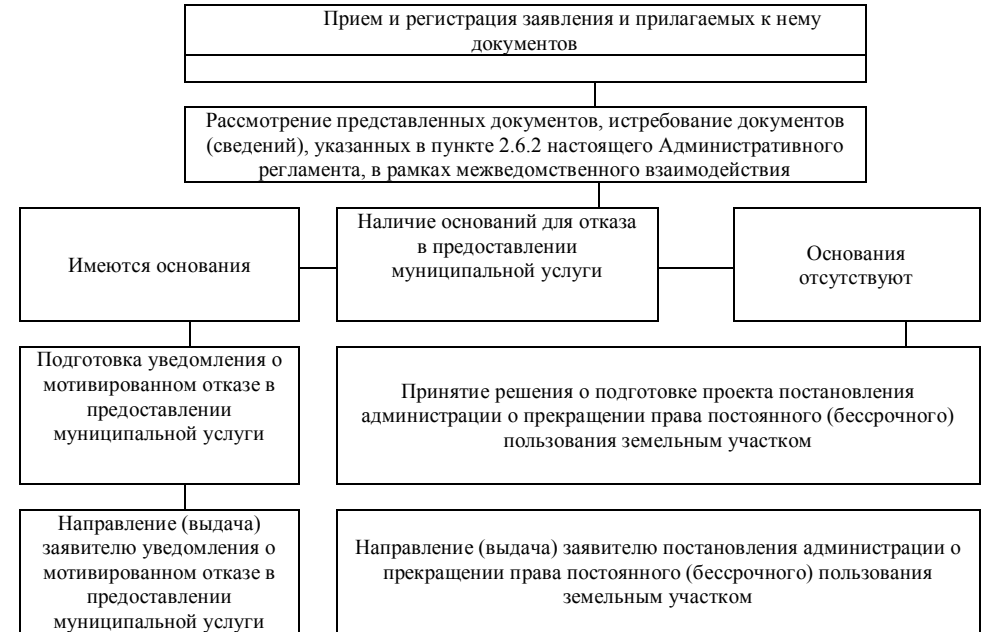 Прием и регистрация заявления и прилагаемых к нему
документов
Рассмотрение представленных документов, истребование документов
(сведений), указанных в пункте 2.6.2 настоящего Административного
регламента, в рамках межведомственного взаимодействия
Имеются основания
Наличие оснований для отказа
в предоставлении
муниципальной услуги
Основания
отсутствуют
Подготовка уведомления о
мотивированном отказе в
предоставлении
муниципальной услуги
Принятие решения о подготовке проекта постановления
администрации о прекращении права постоянного (бессрочного)
пользования земельным участком
Направление (выдача)
заявителю уведомления о
мотивированном отказе в
предоставлении
муниципальной услуги
Направление (выдача) заявителю постановления администрации о
прекращении права постоянного (бессрочного) пользования
земельным участком